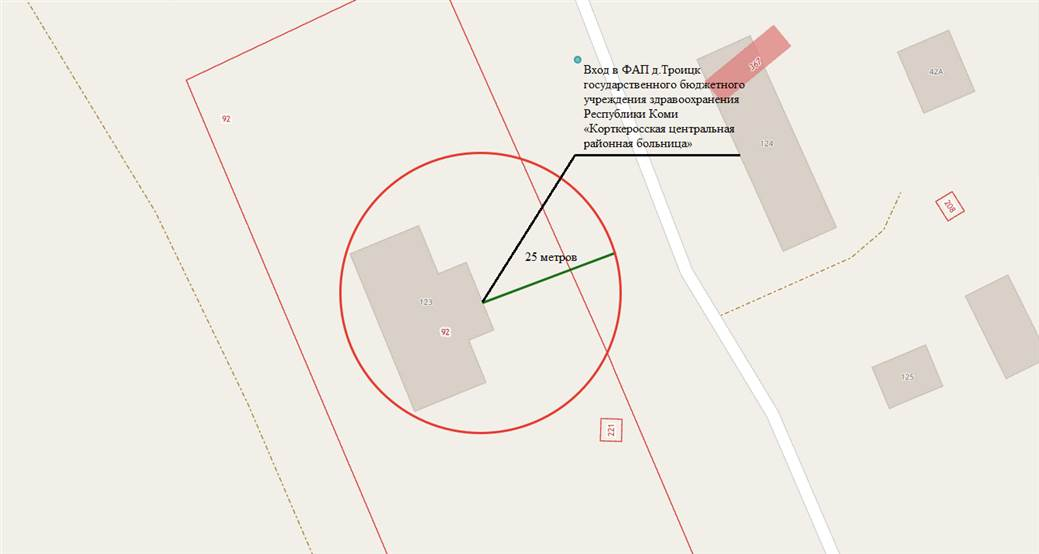 Вход в ФАП д.Троицк
государственного бюджетного
учреждения здравоохранения
Республики Коми
«Корткеросская центральная
районная больница»
367
42А
92
124
208
25 метров
123
92
125
221